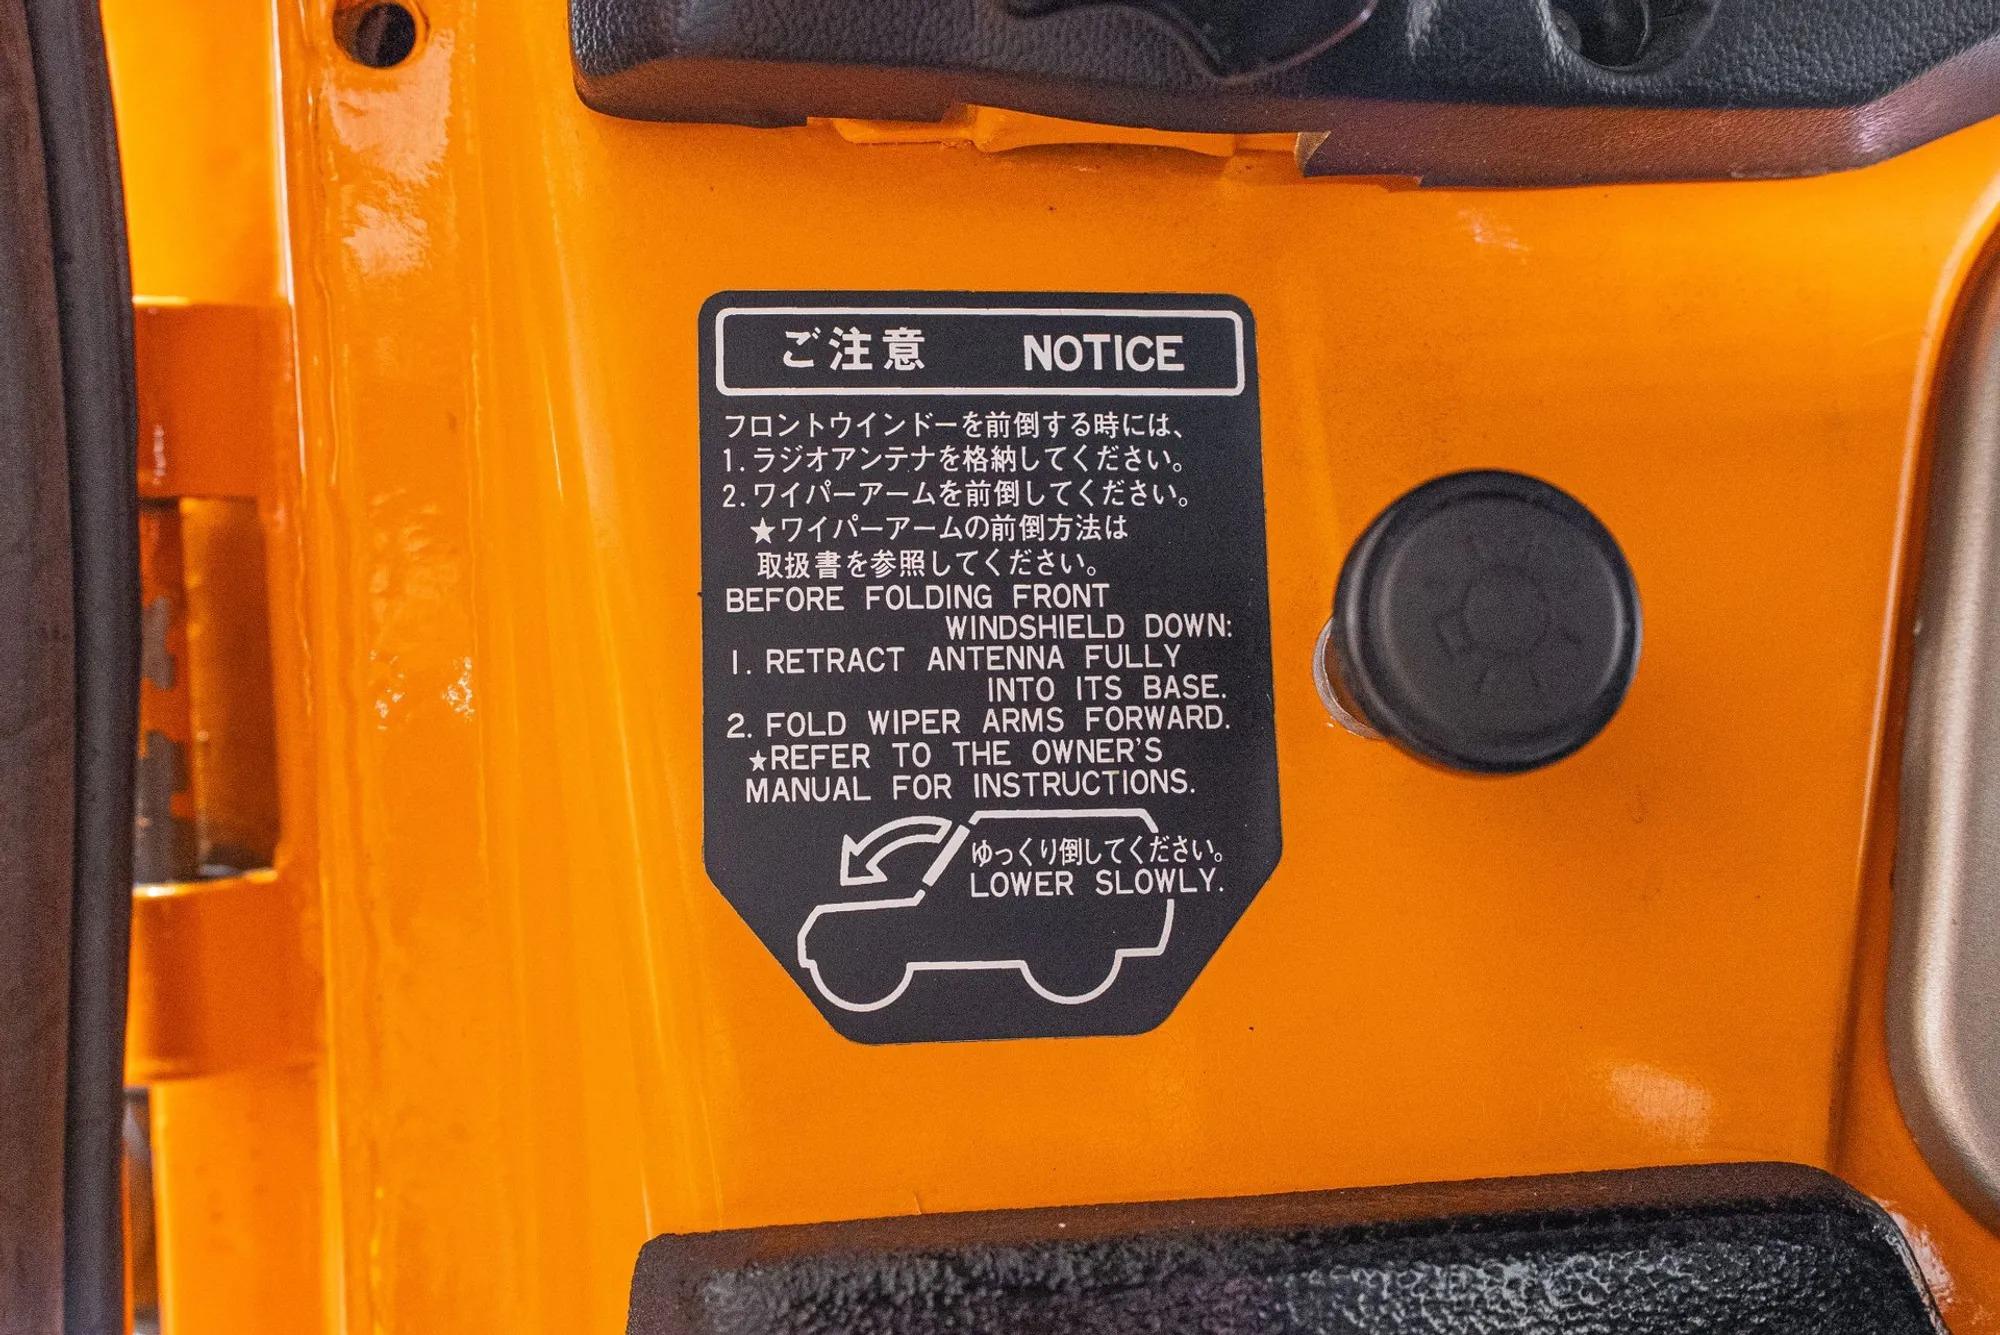 ご注意 NOTICE
フロントウインドーを前倒する時には、
1.ラジオアンテナを格納してください。
2.ワイパーアームを前倒してください。
★ワイパーアームの前倒方法は
取扱書を参照してください。
BEFORE FOLDING FRONT
WINDSHIELD DOWN:
1. RETRACT ANTENNA FULLY
INTO ITS BASE.
2. FOLD WIPER ARMS FORWARD.
★REFER TO THE OWNER'S
MANUAL FOR INSTRUCTIONS.
ゆっくり倒してください。
LOWER SLOWLY.